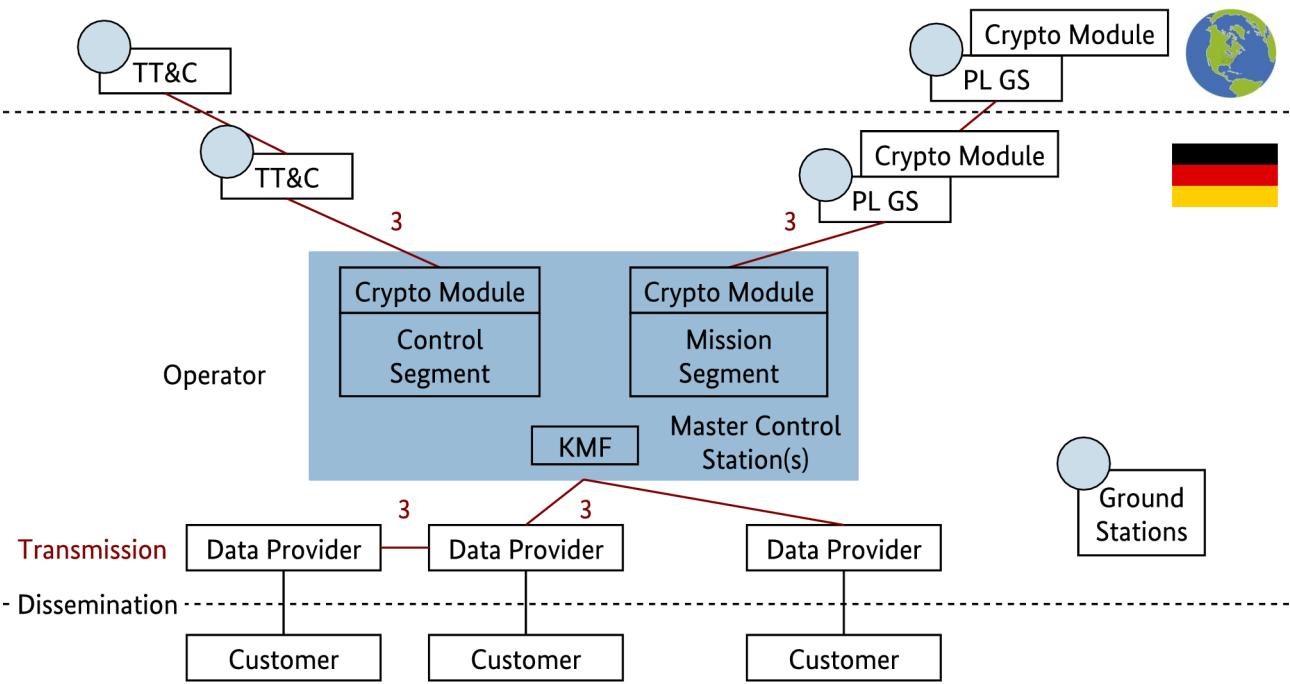 Crypto Module
TT&C
PL GS
Crypto Module
TT&C
PL GS
3
3
Crypto Module
Crypto Module
Control
Segment
Mission
Segment
Operator
Master Control
Station(s)
KMF
Ground
Stations
3
3
Transmission
Data Provider
Data Provider
Data Provider
Dissemination
Customer
Customer
Customer